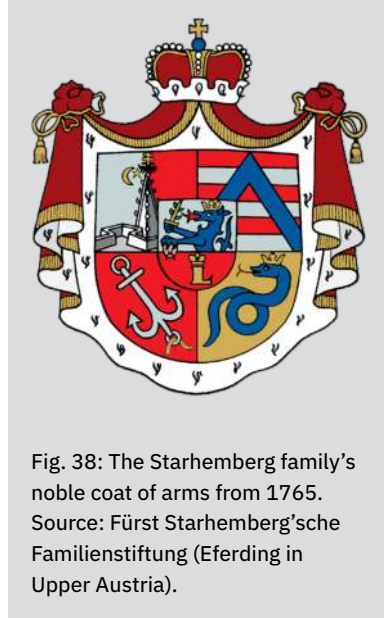 L
Fig. 38: The Starhemberg family’s
noble coat of arms from 1765.
Source: Fürst Starhemberg’sche
Familienstiftung (Eferding in
Upper Austria).